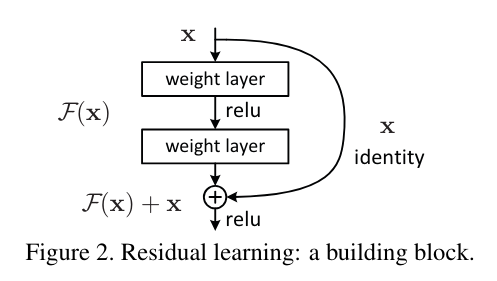 x
weight layer
F(x)
relu
x
weight layer
identity
F(x) + x
relu
Figure 2. Residual learning: a building block.